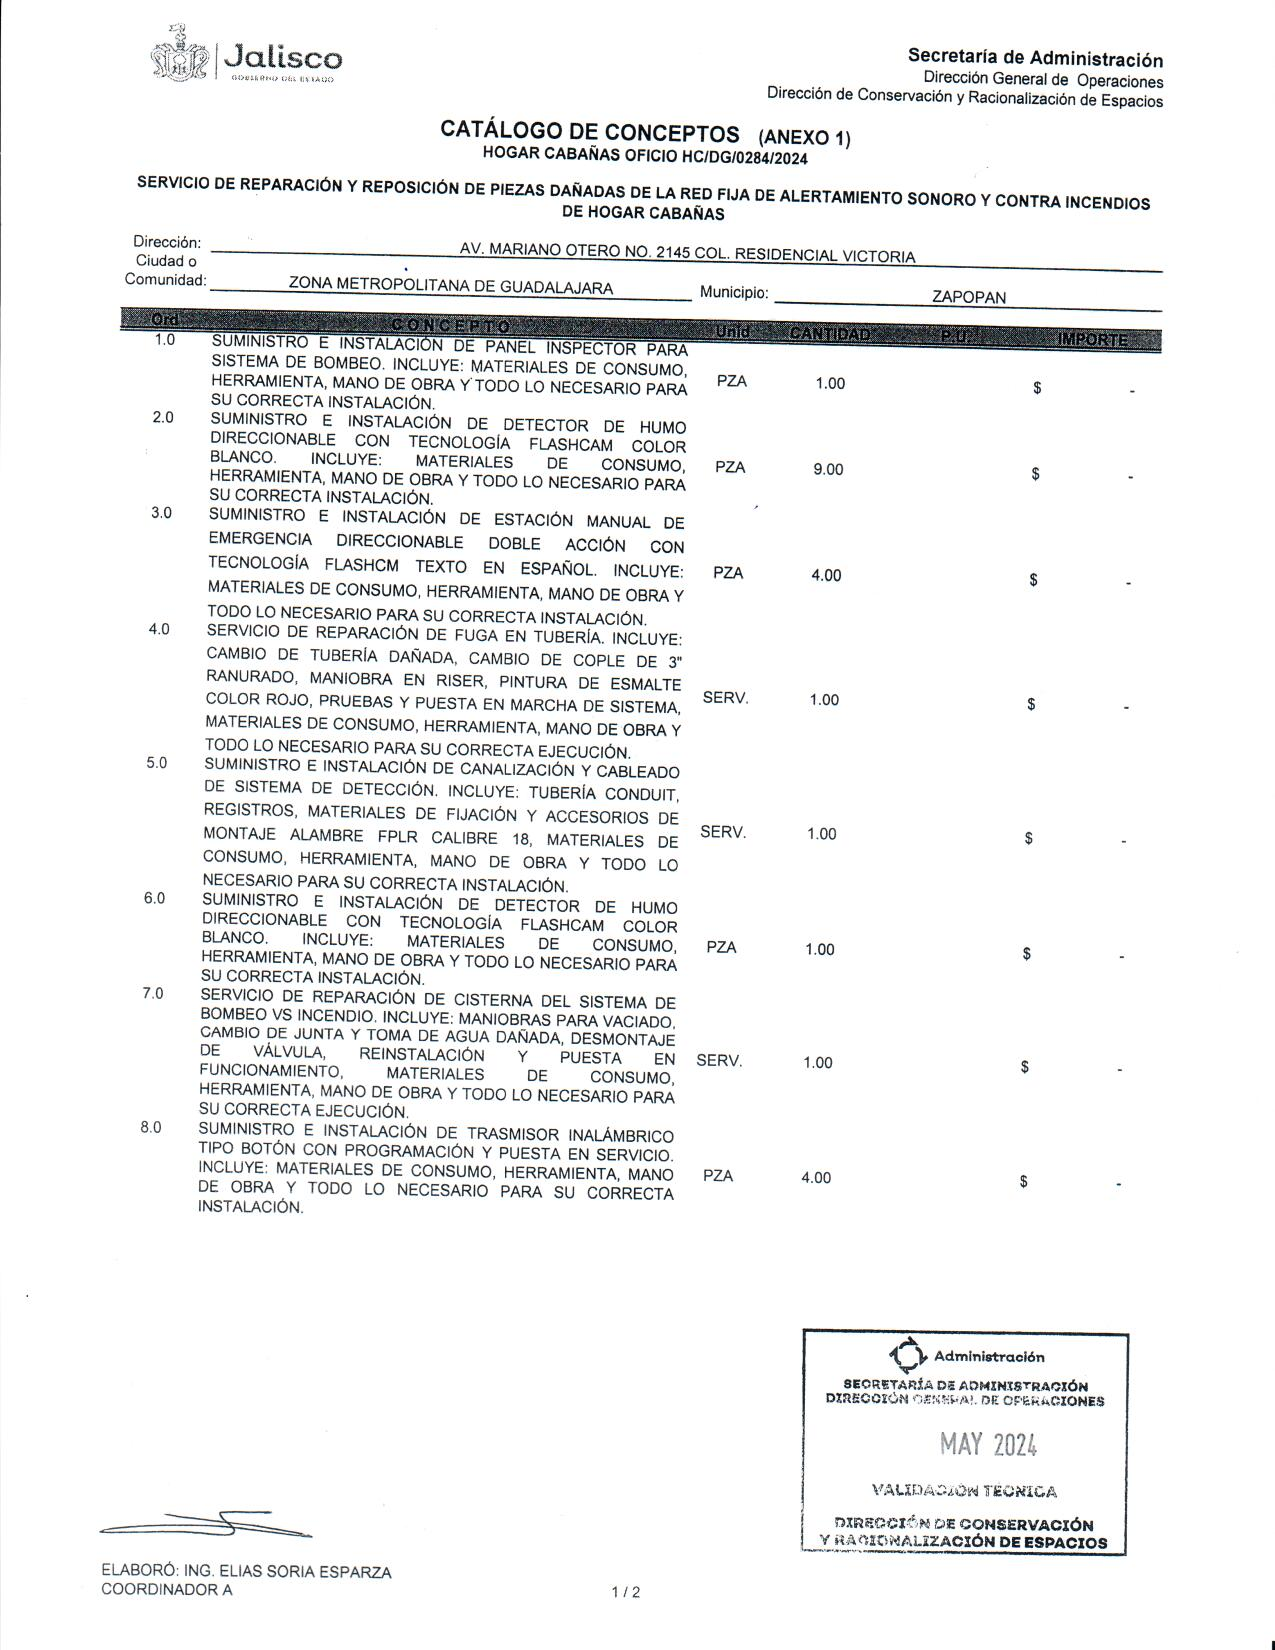 Jalisco
GOBIERNO DEL ESTADO
Secretaría de Administración
Dirección General de Operaciones
Dirección de Conservación y Racionalización de Espacios
CATÁLOGO DE CONCEPTOS (ANEXO 1)
HOGAR CABAÑAS OFICIO HC/DG/0284/2024
SERVICIO DE REPARACIÓN Y REPOSICIÓN DE PIEZAS DAÑADAS DE LA RED FIJA DE ALERTAMIENTO SONORO Y CONTRA INCENDIOS
DE HOGAR CABAÑAS
Dirección: AV. MARIANO OTERO NO. 2145 COL. RESIDENCIAL VICTORIA
Ciudad o
Comunidad: ZONA METROPOLITANA DE GUADALAJARA Municipio: ZAPOPAN
Ord CONCEPTO Unid CANTIDAD P.U. IMPORTE
1.0 SUMINISTRO E INSTALACIÓN DE PANEL INSPECTOR PARA
SISTEMA DE BOMBEO. INCLUYE: MATERIALES DE CONSUMO,
HERRAMIENTA, MANO DE OBRA Y TODO LO NECESARIO PARA PZA 1.00 $ -
SU CORRECTA INSTALACIÓN.
2.0 SUMINISTRO E INSTALACIÓN DE DETECTOR DE HUMO
DIRECCIONABLE CON TECNOLOGÍA FLASHCAM COLOR
BLANCO. INCLUYE: MATERIALES DE CONSUMO, PZA 9.00 $ -
HERRAMIENTA, MANO DE OBRA Y TODO LO NECESARIO PARA
SU CORRECTA INSTALACIÓN.
3.0 SUMINISTRO E INSTALACIÓN DE ESTACIÓN MANUAL DE
EMERGENCIA DIRECCIONABLE DOBLE ACCIÓN CON
TECNOLOGÍA FLASHCM TEXTO EN ESPAÑOL. INCLUYE: PZA 4.00 $ -
MATERIALES DE CONSUMO, HERRAMIENTA, MANO DE OBRA Y
TODO LO NECESARIO PARA SU CORRECTA INSTALACIÓN.
4.0 SERVICIO DE REPARACIÓN DE FUGA EN TUBERÍA. INCLUYE:
CAMBIO DE TUBERÍA DAÑADA, CAMBIO DE COPLE DE 3"
RANURADO, MANIOBRA EN RISER, PINTURA DE ESMALTE
COLOR ROJO, PRUEBAS Y PUESTA EN MARCHA DE SISTEMA, SERV. 1.00 $ -
MATERIALES DE CONSUMO, HERRAMIENTA, MANO DE OBRA Y
TODO LO NECESARIO PARA SU CORRECTA EJECUCIÓN.
5.0 SUMINISTRO E INSTALACIÓN DE CANALIZACIÓN Y CABLEADO
DE SISTEMA DE DETECCIÓN. INCLUYE: TUBERÍA CONDUIT,
REGISTROS, MATERIALES DE FIJACIÓN Y ACCESORIOS DE
MONTAJE ALAMBRE FPLR CALIBRE 18, MATERIALES DE SERV. 1.00 $ -
CONSUMO, HERRAMIENTA, MANO DE OBRA Y TODO LO
NECESARIO PARA SU CORRECTA INSTALACIÓN.
6.0 SUMINISTRO E INSTALACIÓN DE DETECTOR DE HUMO
DIRECCIONABLE CON TECNOLOGÍA FLASHCAM COLOR
BLANCO. INCLUYE: MATERIALES DE CONSUMO, PZA 1.00 $ -
HERRAMIENTA, MANO DE OBRA Y TODO LO NECESARIO PARA
SU CORRECTA INSTALACIÓN.
7.0 SERVICIO DE REPARACIÓN DE CISTERNA DEL SISTEMA DE
BOMBEO VS INCENDIO. INCLUYE: MANIOBRAS PARA VACIADO,
CAMBIO DE JUNTA Y TOMA DE AGUA DAÑADA, DESMONTAJE
DE VÁLVULA, REINSTALACIÓN Y PUESTA EN SERV. 1.00 $ -
FUNCIONAMIENTO, MATERIALES DE CONSUMO,
HERRAMIENTA, MANO DE OBRA Y TODO LO NECESARIO PARA
SU CORRECTA EJECUCIÓN.
8.0 SUMINISTRO E INSTALACIÓN DE TRASMISOR INALÁMBRICO
TIPO BOTÓN CON PROGRAMACIÓN Y PUESTA EN SERVICIO.
INCLUYE: MATERIALES DE CONSUMO, HERRAMIENTA, MANO PZA 4.00 $ -
DE OBRA Y TODO LO NECESARIO PARA SU CORRECTA
INSTALACIÓN.
Administración
SECRETARÍA DE ADMINISTRACIÓN
DIRECCIÓN GENERAL DE OPERACIONES
MAY 2024
VALIDACIÓN TÉCNICA
DIRECCIÓN DE CONSERVACIÓN
Y RACIONALIZACIÓN DE ESPACIOS
ELABORÓ: ING. ELIAS SORIA ESPARZA
COORDINADOR A
1 / 2